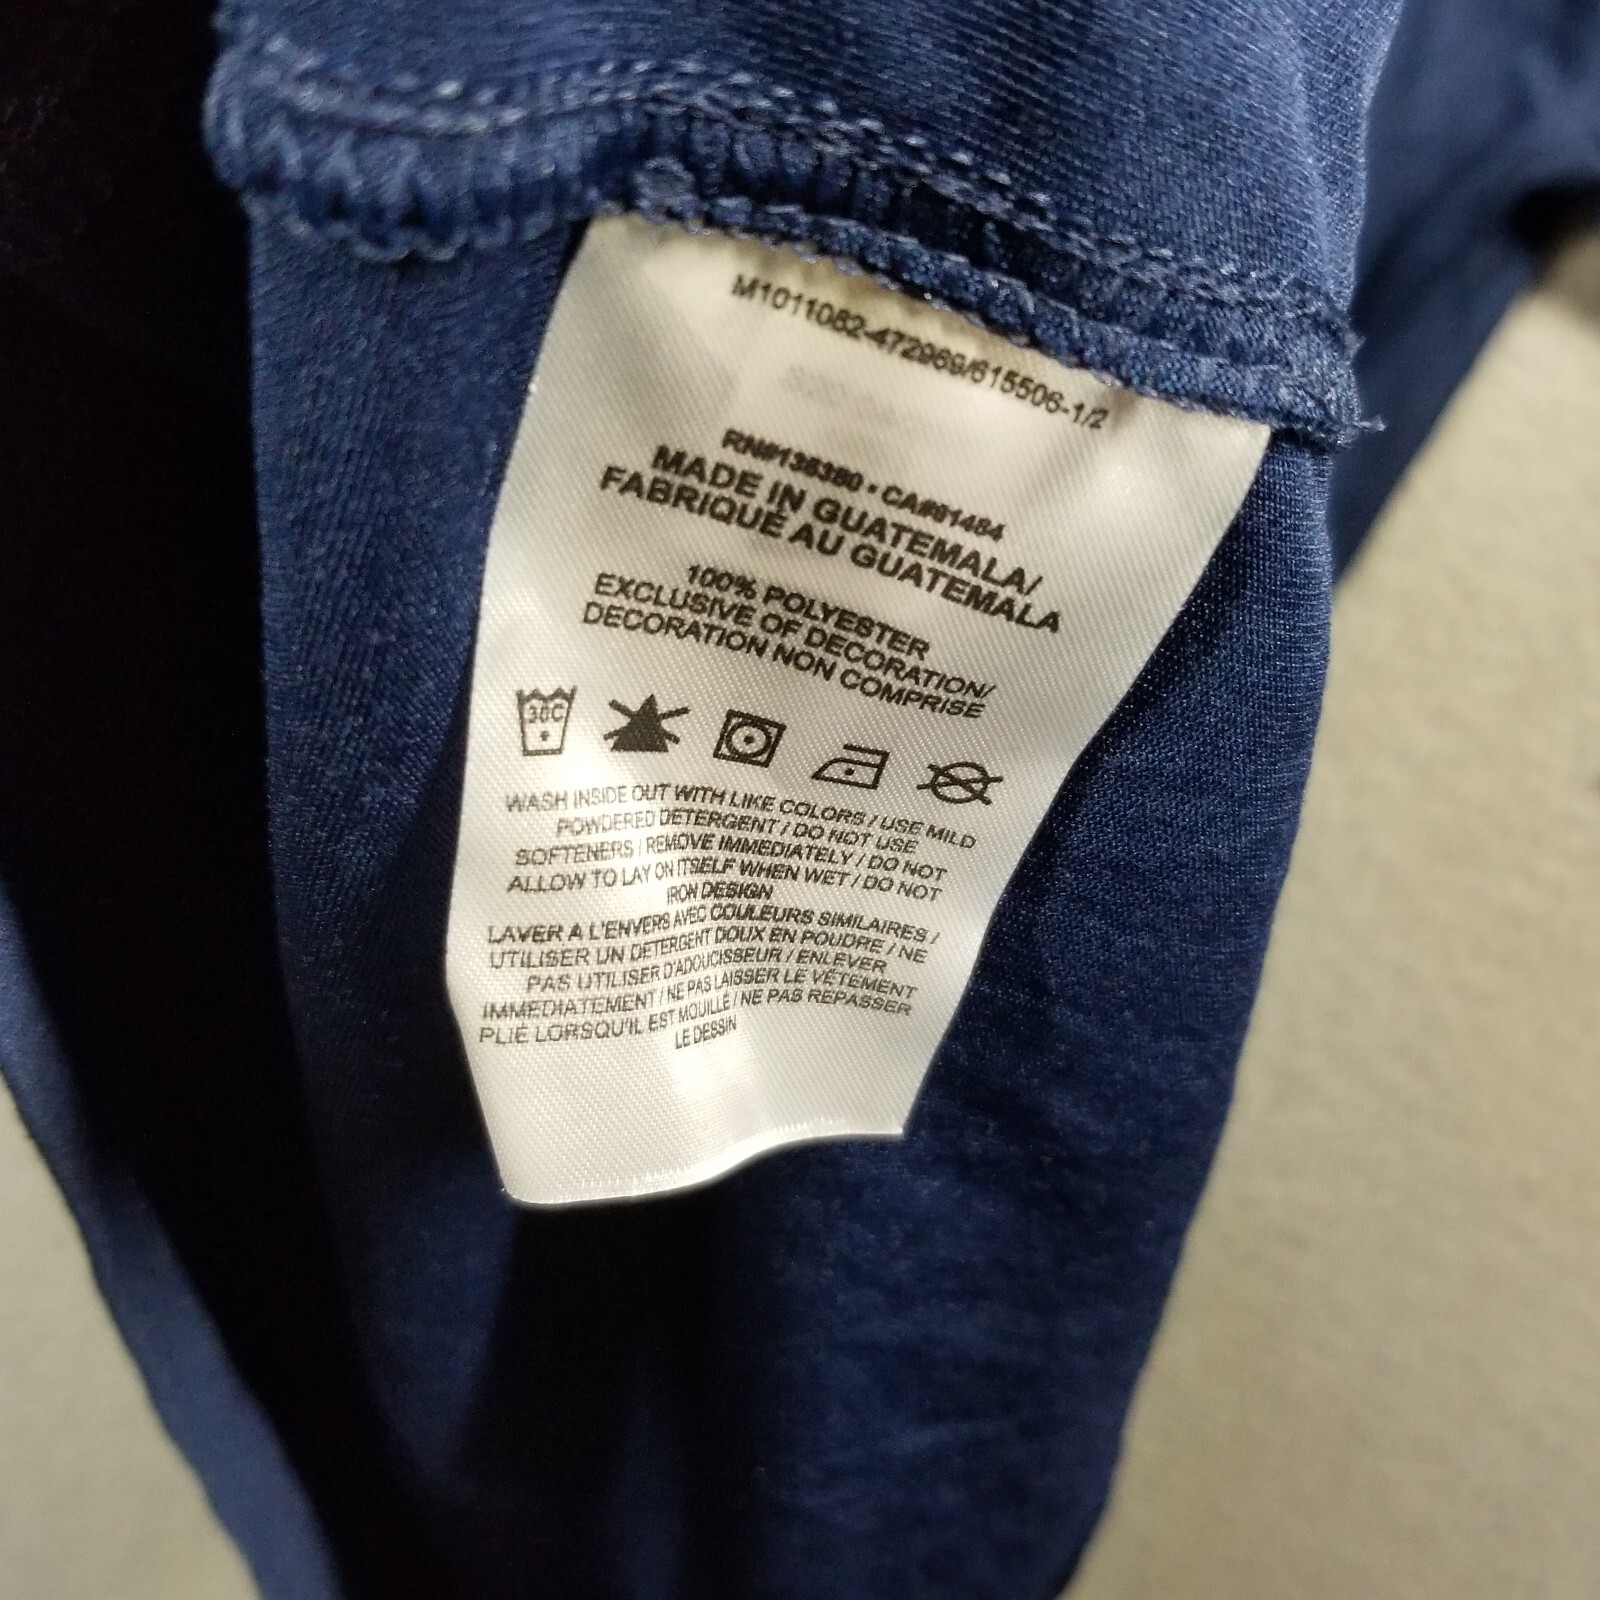 M1011082-472969/615506-1/2
RN#136380 • CA#61484
MADE IN GUATEMALA/
FABRIQUÉ AU GUATEMALA
100% POLYESTER
EXCLUSIVE OF DECORATION/
DECORATION NON COMPRISE
30C
WASH INSIDE OUT WITH LIKE COLORS / USE MILD
POWDERED DETERGENT / DO NOT USE
SOFTENERS / REMOVE IMMEDIATELY / DO NOT
ALLOW TO LAY ON ITSELF WHEN WET / DO NOT
IRON DESIGN
LAVER A L'ENVERS AVEC COULEURS SIMILAIRES /
UTILISER UN DETERGENT DOUX EN POUDRE / NE
PAS UTILISER D'ADOUCISSEUR / ENLEVER
IMMEDIATEMENT / NE PAS LAISSER LE VÊTEMENT
PLIÉ LORSQU'IL EST MOUILLÉ / NE PAS REPASSER
LE DESSIN